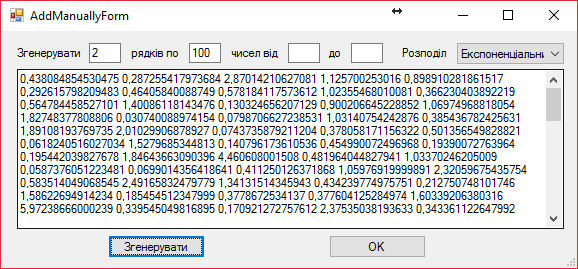 AddManuallyForm
Згенерувати 2 рядків по 100 чисел від до Розподіл Експоненціальни
0,438084854530475 0,287255417973684 2,87014210627081 1,125700253016 0,898910281861517
0,292615798209483 0,46405840088749 0,578184117573612 1,02355468010081 0,366230403892219
0,564784458527101 1,40086118143476 0,130324656207129 0,900206645228852 1,06974968818054
1,82748377808806 0,030740088974154 0,0798706627238531 1,03140754242876 0,385436782425631
1,89108193769735 2,01029906878927 0,0743735879211204 0,378058171156322 0,501356549828821
0,0618240516027034 1,5279685344813 0,140796173610536 0,454990072496968 0,19390072763964
0,195442039827678 1,84643663090396 4,460608001508 0,481964044827941 1,03370246205009
0,0587376051223481 0,0699014356418641 0,411250126371868 1,05976919999891 2,32059675435754
0,583514049068545 2,49165832479779 1,34131514345943 0,434239774975751 0,212750748101746
1,58622694914234 0,185454512347999 0,3778672534137 0,377604125284974 1,60339206380316
5,97238666000239 0,339545049816895 0,170921272757612 2,37535038193633 0,343361122647992
Згенерувати OK